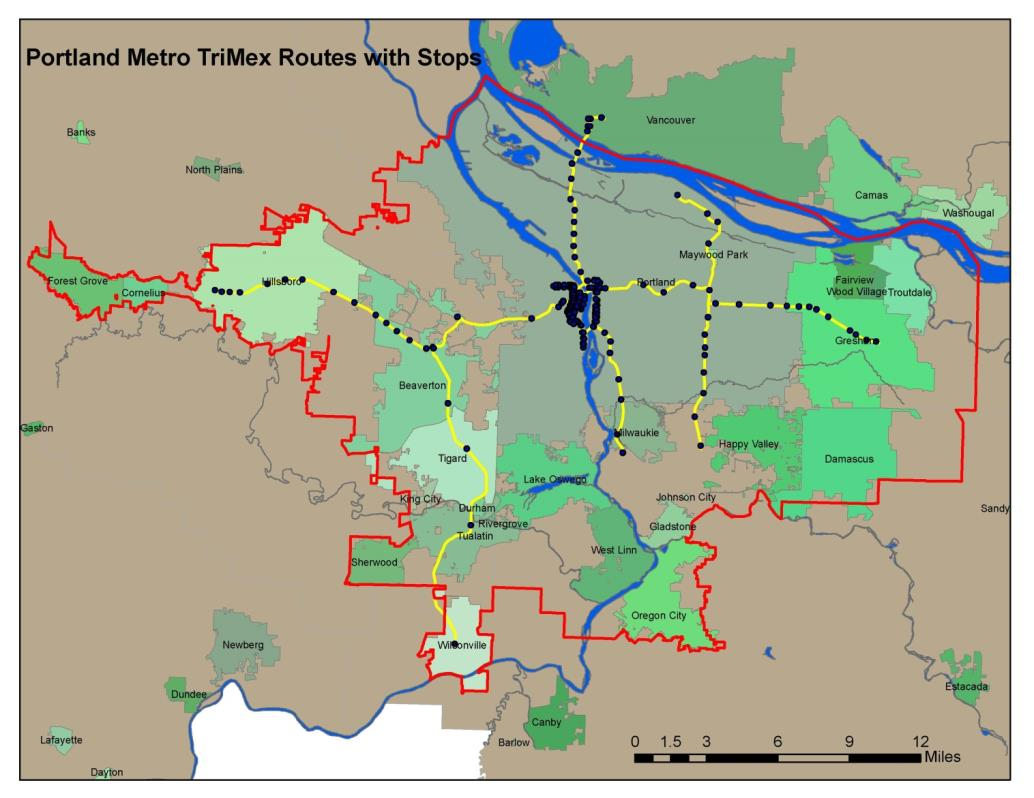 Portland Metro TriMex Routes with Stops
Vancouver
Banks
North Plains
Camas
Washougal
Maywood Park
Forest Grove
Cornelius
Hillsboro
Portland
Fairview
Wood Village
Troutdale
Gresham
Beaverton
Gaston
Milwaukie
Happy Valley
Tigard
Damascus
Lake Oswego
King City
Johnson City
Durham
Sandy
Rivergrove
Gladstone
Tualatin
West Linn
Sherwood
Oregon City
Newberg
Wilsonville
Dundee
Estacada
Canby
Lafayette
Barlow
0 1.5 3 6 9 12
Miles
Dayton